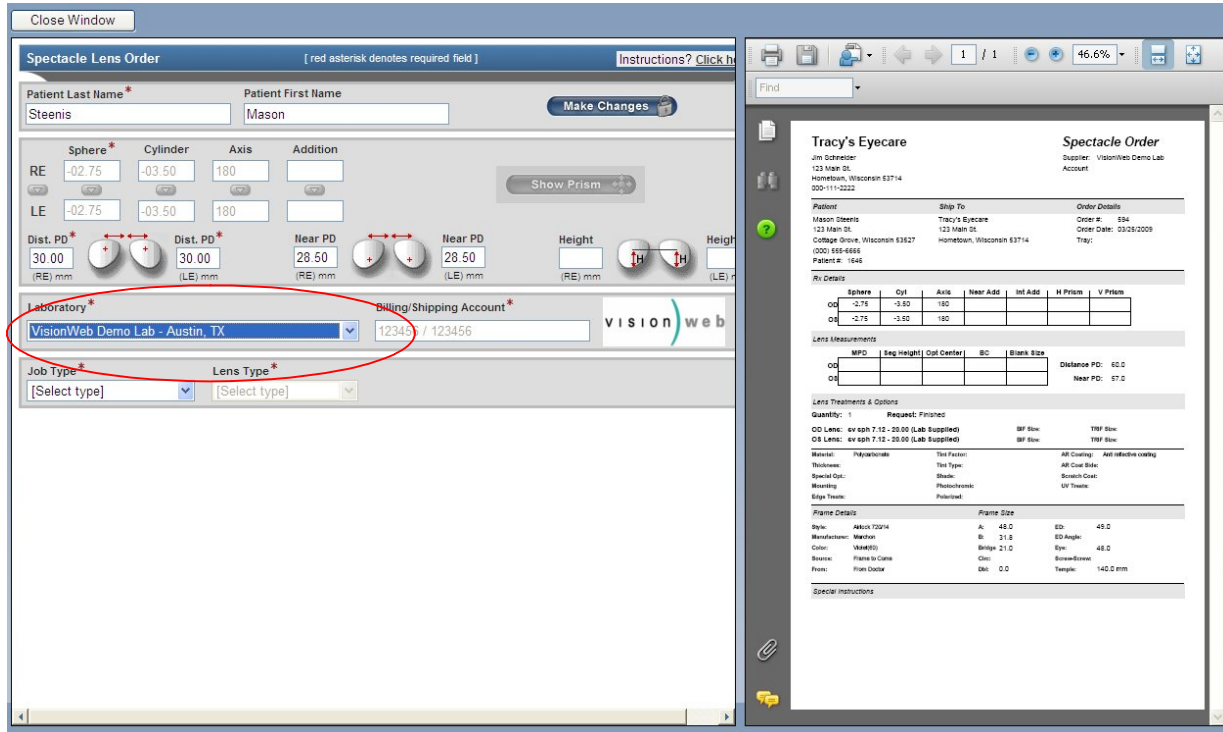 Close Window
Spectacle Lens Order [ red asterisk denotes required field ] Instructions? Click h
Patient Last Name* Patient First Name
Steenis Mason Make Changes
Sphere* Cylinder Axis Addition
RE -02.75 -03.50 180
Show Prism
LE -02.75 -03.50 180
Dist. PD* Dist. PD* Near PD Near PD Height Heigh
30.00 30.00 28.50 28.50 H H
(RE) mm (LE) mm (RE) mm (LE) mm (RE) mm (LE) m
Laboratory* Billing/Shipping Account*
VisionWeb Demo Lab - Austin, TX 123456 / 123456 vision web
Job Type* Lens Type*
[Select type] [Select type]
1 / 1 46.6%
Find
Tracy's Eyecare Spectacle Order
Jim Schneider Supplier: VisionWeb Demo Lab
123 Main St. Account
Hometown, Wisconsin 53714
000-111-2222
Patient Ship To Order Details
Mason Steenis Tracy's Eyecare Order #: 594
123 Main St. 123 Main St. Order Date: 03/25/2009
Cottage Grove, Wisconsin 53527 Hometown, Wisconsin 53714 Tray:
(000) 555-6666
Patient #: 1646
Rx Details
Sphere Cyl Axis Near Add Int Add H Prism V Prism
OD -2.75 -3.50 180
OS -2.75 -3.50 180
Lens Measurements
MPD Seg Height Opt Center BC Blank Size
OD Distance PD: 60.0
OS Near PD: 57.0
Lens Treatments & Options
Quantity: 1 Request: Finished
OD Lens: sv sph 7.12 - 20.00 (Lab Supplied) BIF Size: TRIF Size:
OS Lens: sv sph 7.12 - 20.00 (Lab Supplied) BIF Size: TRIF Size:
Material: Polycarbonate Tint Factor: AR Coating: Anti reflective coating
Thickness: Tint Type: AR Coat Side:
Special Opt.: Shade: Scratch Coat:
Mounting Photochromic: UV Treats:
Edge Treats: Polarized:
Frame Details Frame Size
Style: Airlock 720/14 A: 48.0 ED: 49.0
Manufacturer: Marchon B: 31.8 ED Angle:
Color: Violet(60) Bridge 21.0 Eye: 48.0
Source: Frame to Come Circ: Screw-Screw:
From: From Doctor Dbl: 0.0 Temple: 140.0 mm
Special Instructions